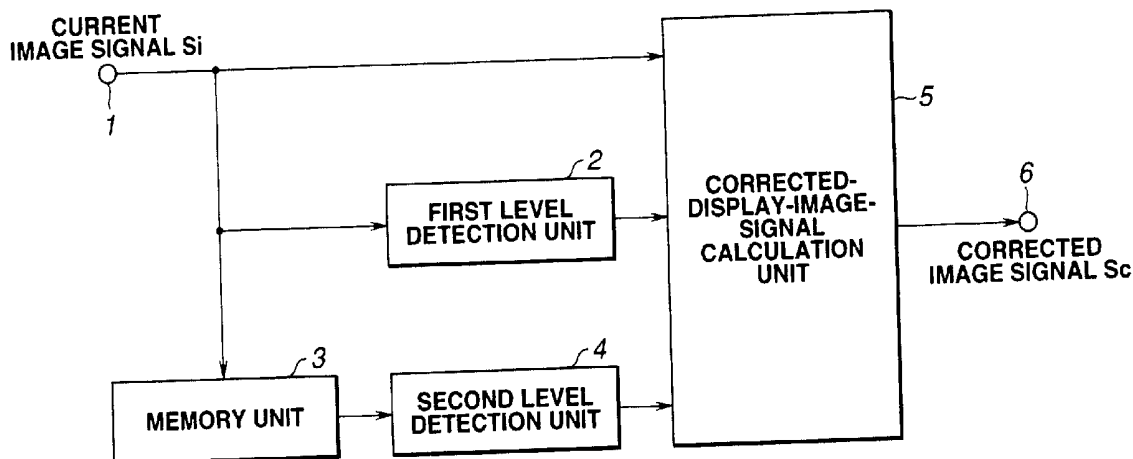 CURRENT
IMAGE SIGNAL Si
1
2
FIRST LEVEL
DETECTION UNIT
3
MEMORY UNIT
4
SECOND LEVEL
DETECTION UNIT
5
CORRECTED-
DISPLAY-IMAGE-
SIGNAL
CALCULATION
UNIT
6
CORRECTED
IMAGE SIGNAL Sc